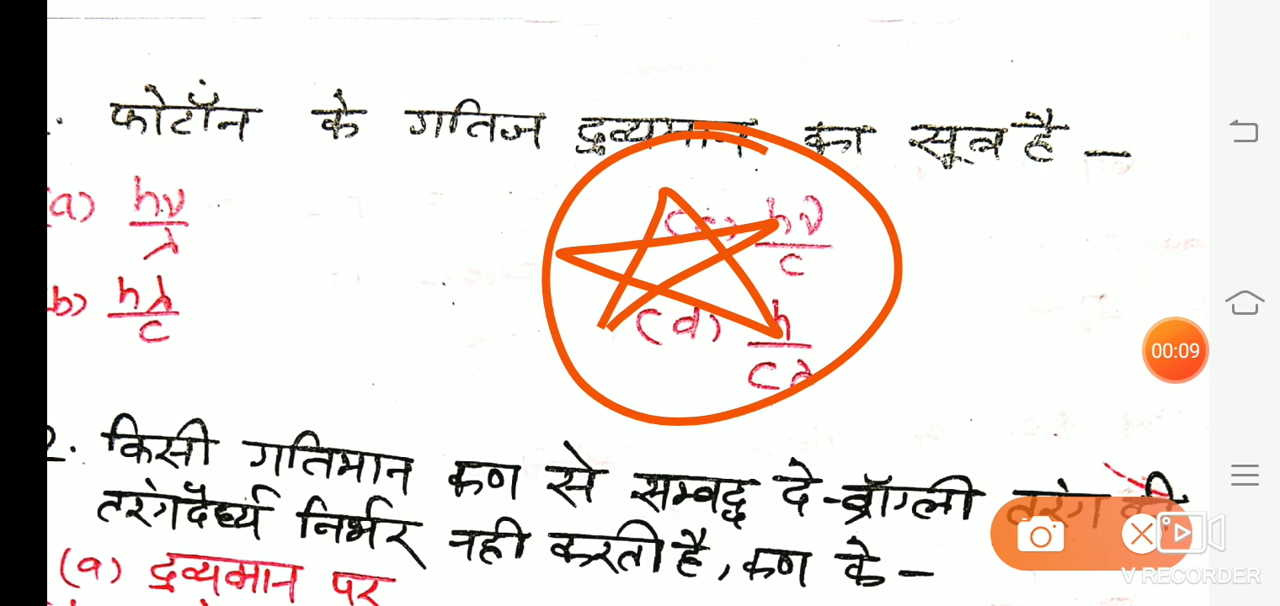 . फोटॉन के गतिज द्रव्यमान का सूत्र है —
a) hν/λ
(c) hν/c
b) hλ/c
(d) h/cλ
2. किसी गतिमान कण से सम्बद्ध दे-ब्रॉग्ली तरंग की
तरंगदैर्घ्य निर्भर नही करती है, कण के —
(a) द्रव्यमान पर
00:09
V RECORDER